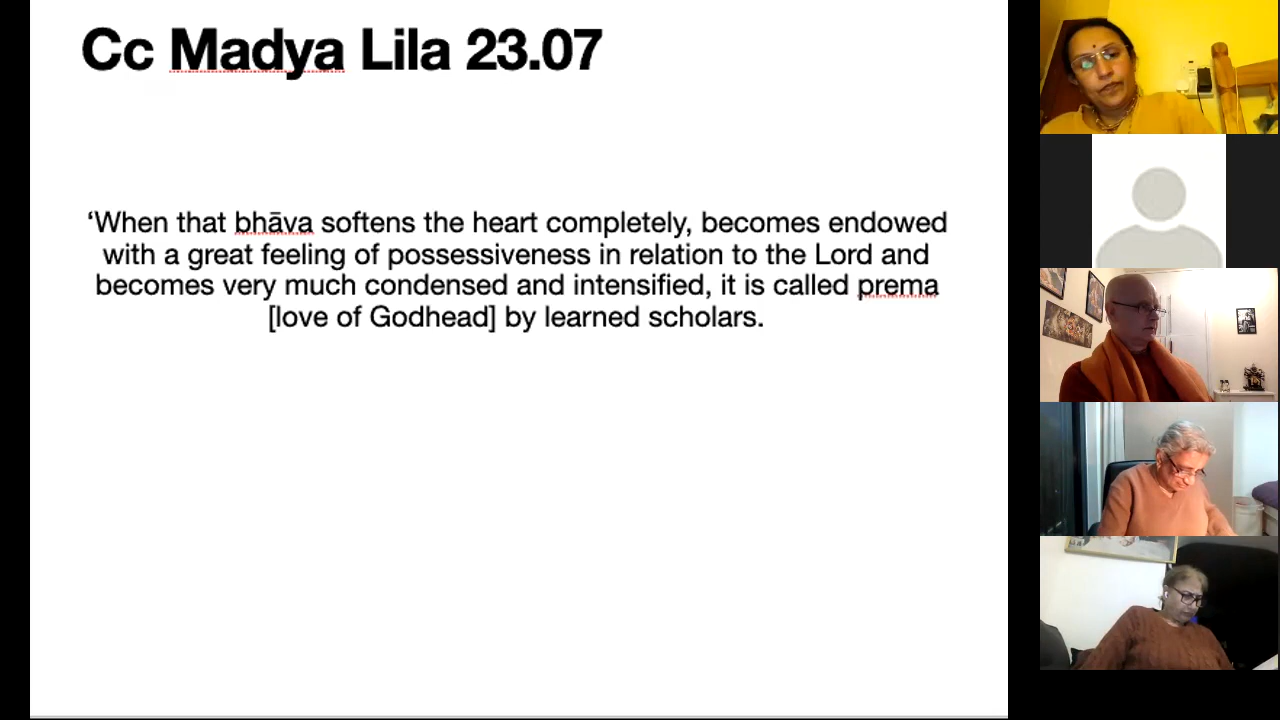 Cc Madya Lila 23.07
‘When that bhāva softens the heart completely, becomes endowed
with a great feeling of possessiveness in relation to the Lord and
becomes very much condensed and intensified, it is called prema
[love of Godhead] by learned scholars.